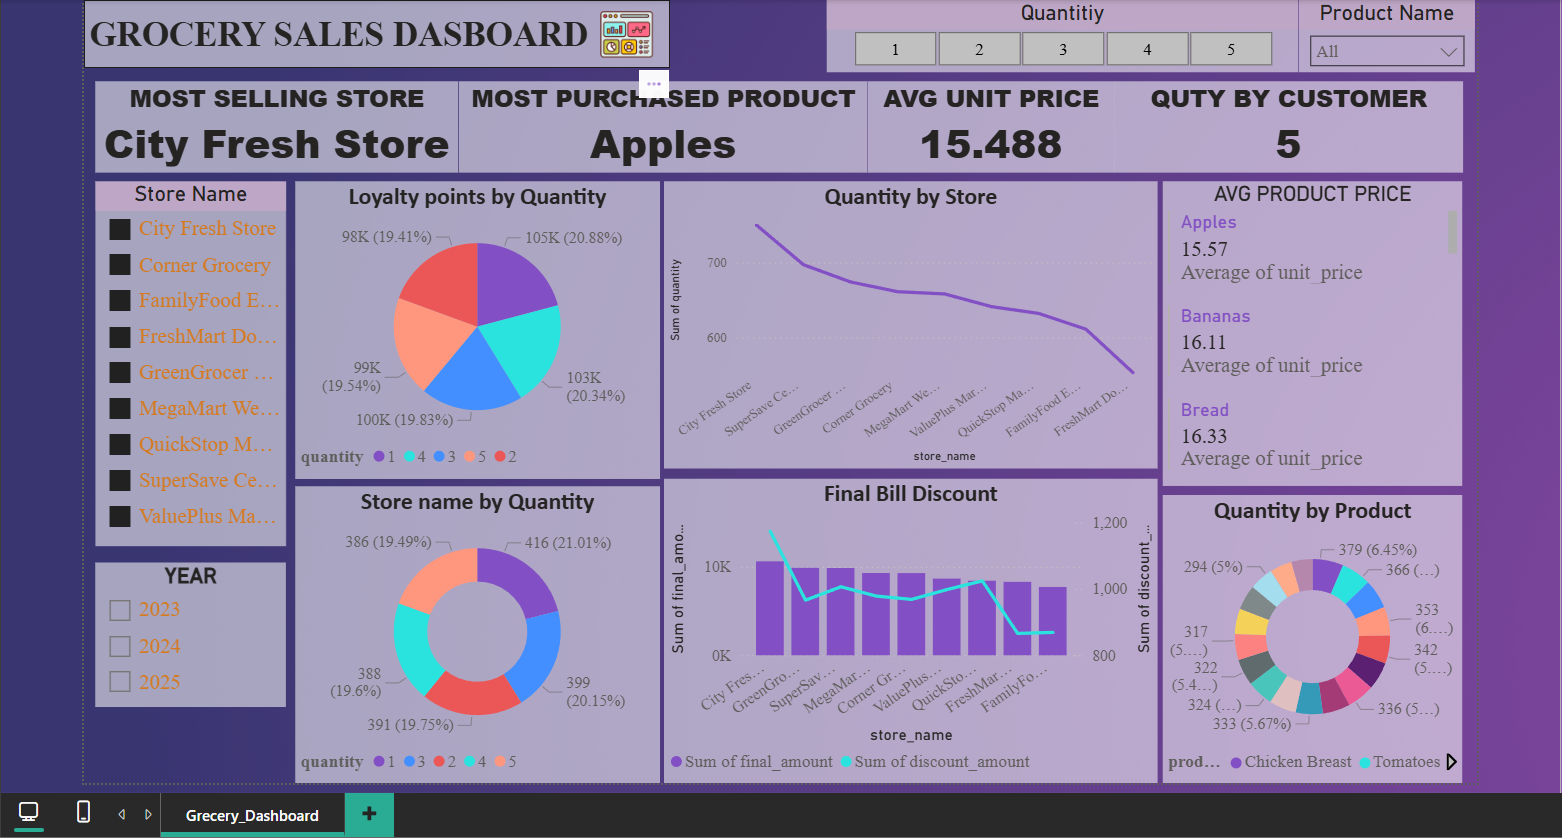 GROCERY SALES DASBOARD
Quantitiy
1 2 3 4 5
Product Name
All
MOST SELLING STORE
City Fresh Store
MOST PURCHASED PRODUCT
Apples
AVG UNIT PRICE
15.488
QUTY BY CUSTOMER
5
Store Name
City Fresh Store
Corner Grocery
FamilyFood E...
FreshMart Do...
GreenGrocer ...
MegaMart We...
QuickStop M...
SuperSave Ce...
ValuePlus Ma...
YEAR
2023
2024
2025
Loyalty points by Quantity
98K (19.41%)
105K (20.88%)
99K
(19.54%)
103K
(20.34%)
100K (19.83%)
quantity 1 4 3 5 2
Store name by Quantity
386 (19.49%)
416 (21.01%)
388
(19.6%)
399
(20.15%)
391 (19.75%)
quantity 1 3 2 4 5
Quantity by Store
Sum of quantity
700
600
City Fresh Store
SuperSave Ce...
GreenGrocer ...
Corner Grocery
MegaMart We...
ValuePlus Mar...
QuickStop Ma...
FamilyFood E...
FreshMart Do...
store_name
Final Bill Discount
Sum of final_amo...
10K
0K
1,200
1,000
800
Sum of discount_...
City Fres...
GreenGro...
SuperSav...
MegaMar...
Corner Gr...
ValuePlus...
QuickSto...
FreshMar...
FamilyFo...
store_name
Sum of final_amount Sum of discount_amount
AVG PRODUCT PRICE
Apples
15.57
Average of unit_price
Bananas
16.11
Average of unit_price
Bread
16.33
Average of unit_price
Quantity by Product
379 (6.45%)
294 (5%)
366 (...)
353
(6....)
317
(5....)
342
(5....)
322
(5.4...)
324 (...)
336 (5...)
333 (5.67%)
prod... Chicken Breast Tomatoes
Grecery_Dashboard